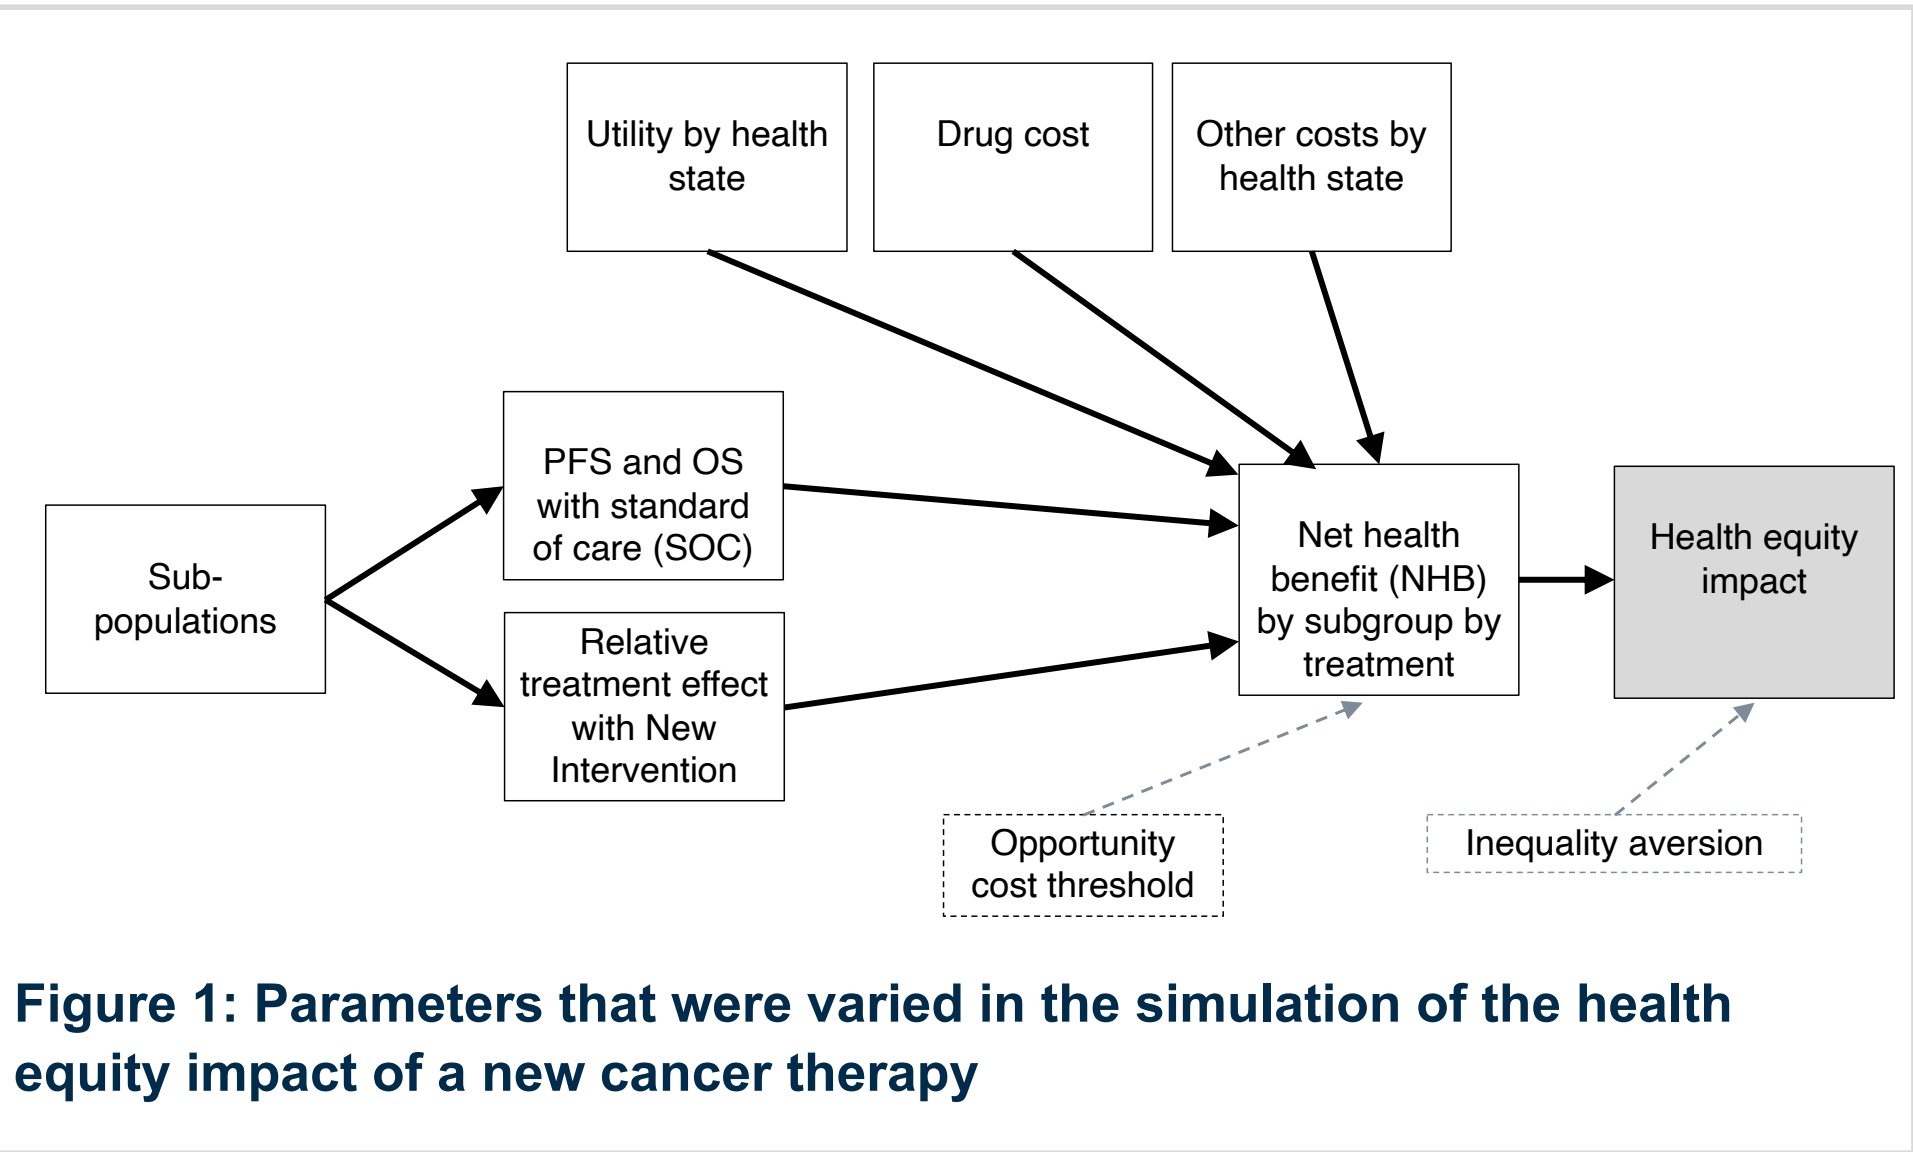 Utility by health
state
Drug cost
Other costs by
health state
PFS and OS
with standard
of care (SOC)
Sub-
populations
Relative
treatment effect
with New
Intervention
Net health
benefit (NHB)
by subgroup by
treatment
Health equity
impact
Opportunity
cost threshold
Inequality aversion
Figure 1: Parameters that were varied in the simulation of the health
equity impact of a new cancer therapy